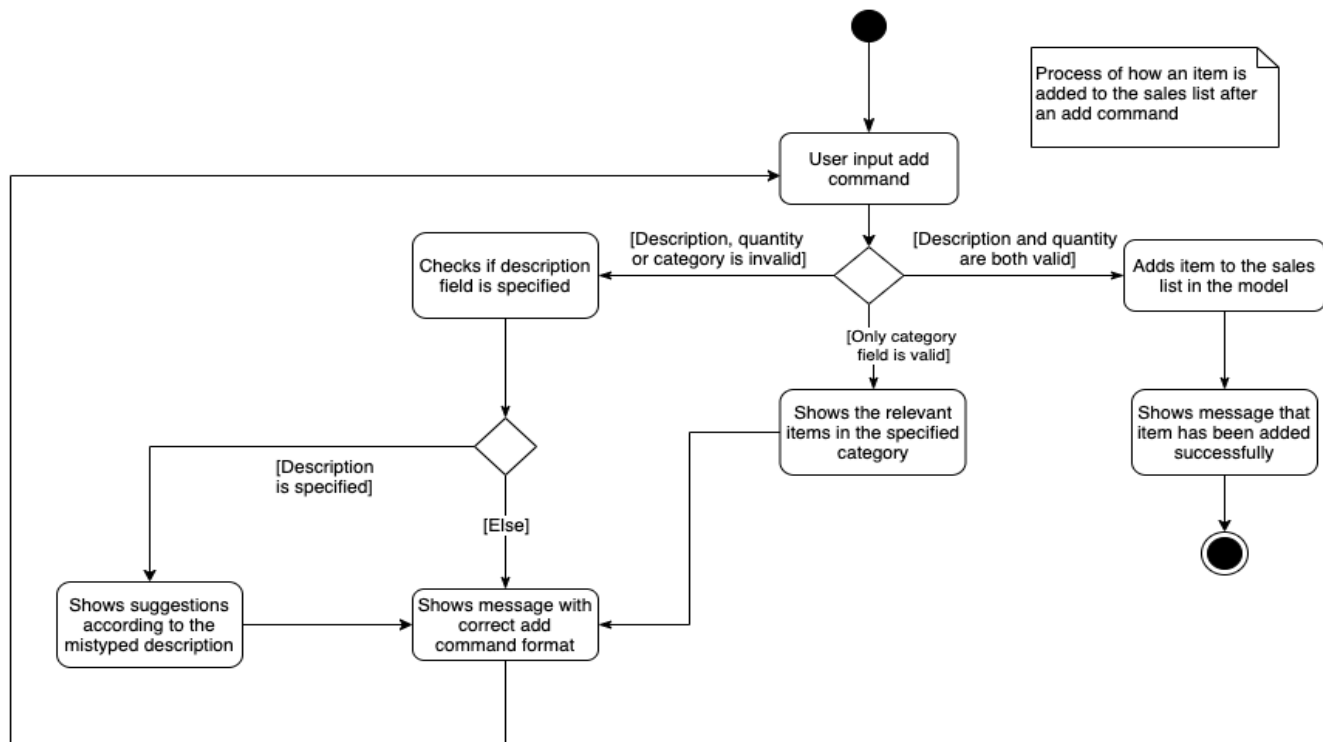 Process of how an item is
added to the sales list after
an add command
User input add
command
[Description, quantity
or category is invalid]
[Description and quantity
are both valid]
Checks if description
field is specified
Adds item to the sales
list in the model
[Only category
field is valid]
Shows the relevant
items in the specified
category
Shows message that
item has been added
successfully
[Description
is specified]
[Else]
Shows suggestions
according to the
mistyped description
Shows message with
correct add
command format